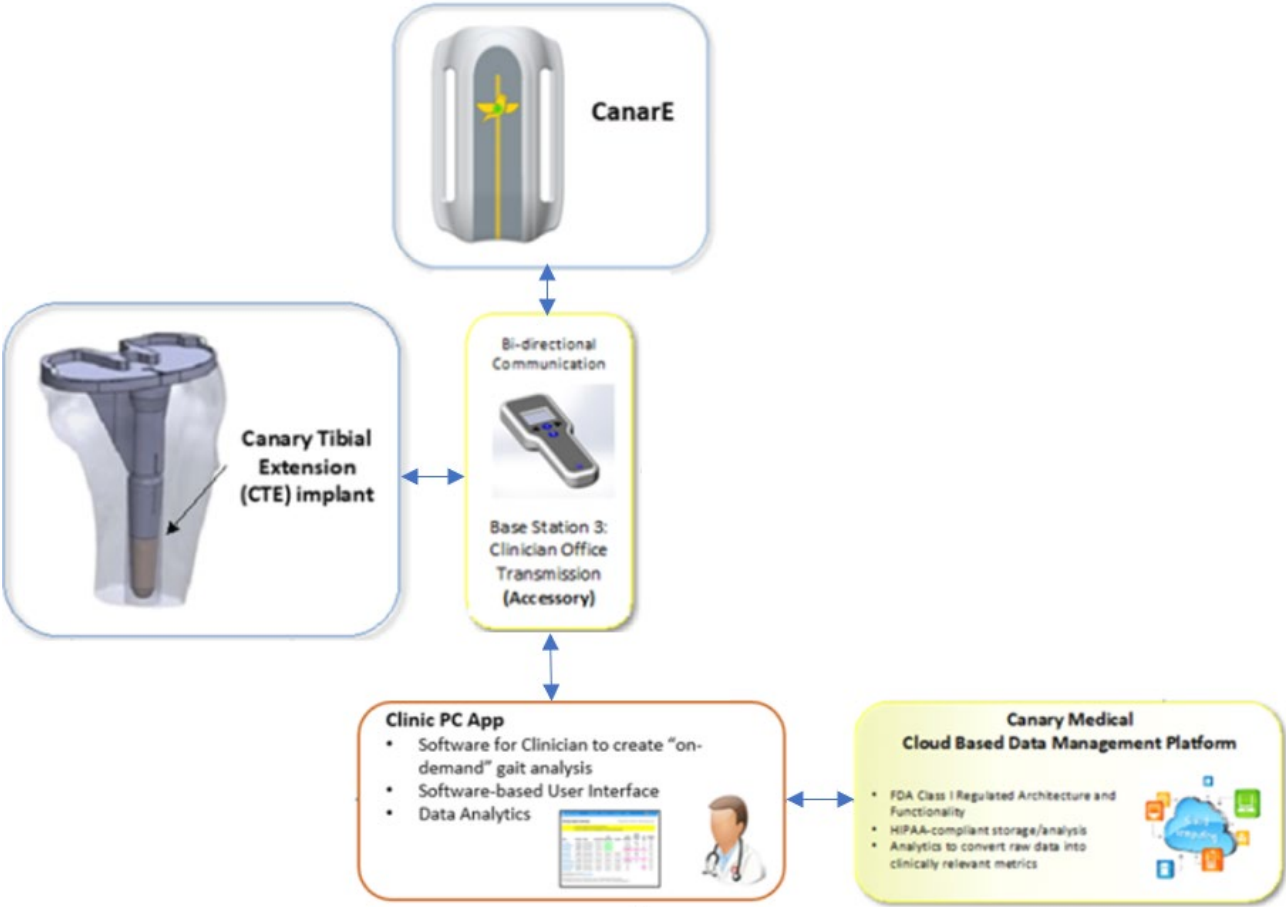 CanarE
Bi-directional
Communication
Canary Tibial
Extension
(CTE) implant
Base Station 3:
Clinician Office
Transmission
(Accessory)
Clinic PC App
• Software for Clinician to create “on-
demand” gait analysis
• Software-based User Interface
• Data Analytics
Canary Medical
Cloud Based Data Management Platform
• FDA Class I Regulated Architecture and
Functionality
• HIPAA-compliant storage/analysis
• Analytics to convert raw data into
clinically relevant metrics